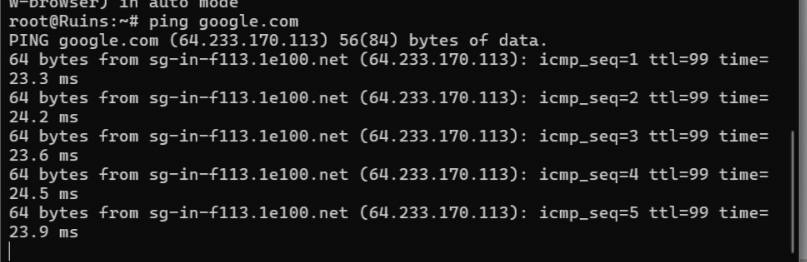 W-browser) in auto mode
root@Ruins:~# ping google.com
PING google.com (64.233.170.113) 56(84) bytes of data.
64 bytes from sg-in-f113.1e100.net (64.233.170.113): icmp_seq=1 ttl=99 time=
23.3 ms
64 bytes from sg-in-f113.1e100.net (64.233.170.113): icmp_seq=2 ttl=99 time=
24.2 ms
64 bytes from sg-in-f113.1e100.net (64.233.170.113): icmp_seq=3 ttl=99 time=
23.6 ms
64 bytes from sg-in-f113.1e100.net (64.233.170.113): icmp_seq=4 ttl=99 time=
24.5 ms
64 bytes from sg-in-f113.1e100.net (64.233.170.113): icmp_seq=5 ttl=99 time=
23.9 ms